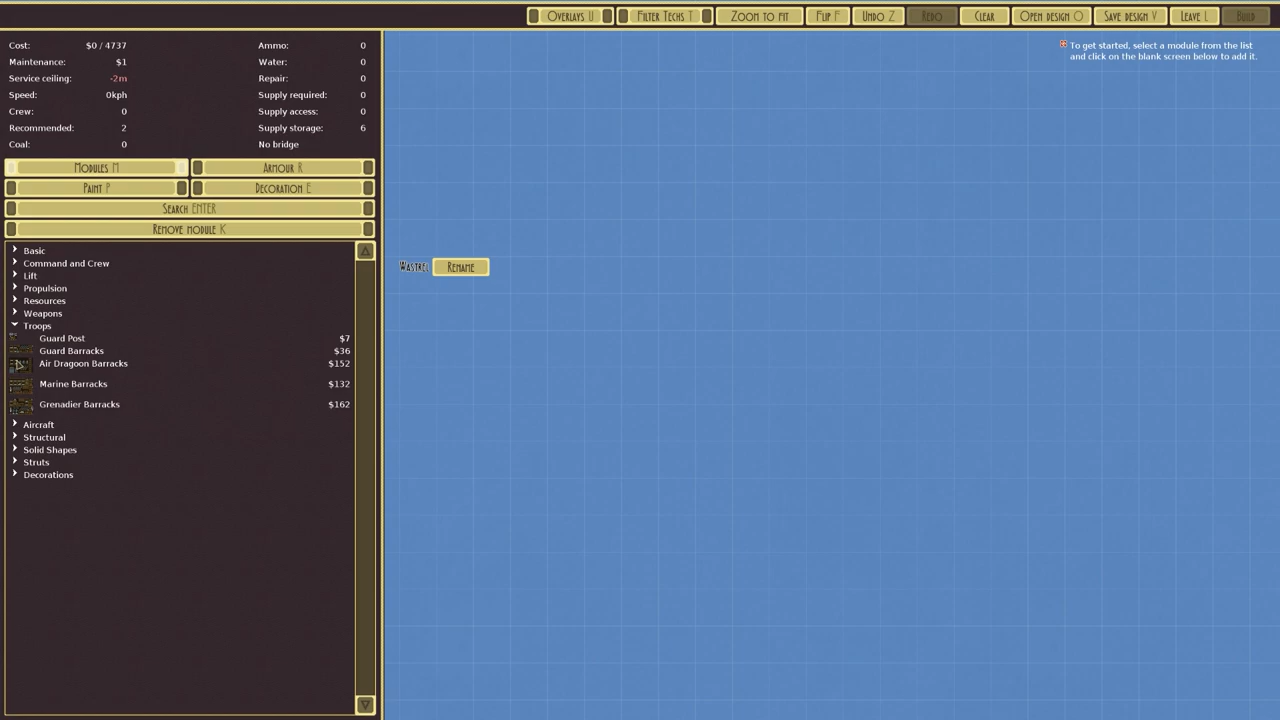 Overlays U
Filter Techs T
Zoom to fit
Flip F
Undo Z
Redo
Clear
Open design O
Save design V
Leave L
Build
Cost: $0 / 4737
Maintenance: $1
Service ceiling: -2m
Speed: 0kph
Crew: 0
Recommended: 2
Coal: 0
Ammo: 0
Water: 0
Repair: 0
Supply required: 0
Supply access: 0
Supply storage: 6
No bridge
To get started, select a module from the list
and click on the blank screen below to add it.
Modules M
Armour R
Paint P
Decoration E
Search ENTER
Remove module K
Basic
Command and Crew
Lift
Propulsion
Resources
Weapons
Troops
Guard Post $7
Guard Barracks $36
Air Dragoon Barracks $152
Marine Barracks $132
Grenadier Barracks $162
Aircraft
Structural
Solid Shapes
Struts
Decorations
Wastrel
Rename